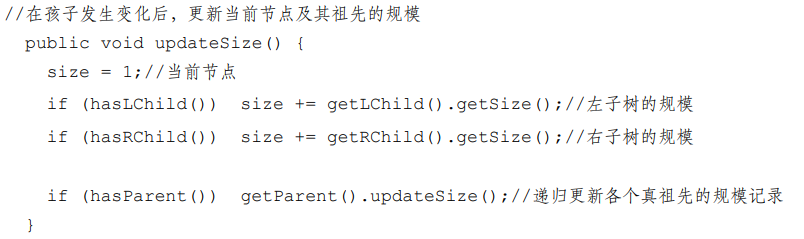 //在孩子发生变化后，更新当前节点及其祖先的规模
public void updateSize() {
size = 1;//当前节点
if (hasLChild())  size += getLChild().getSize();//左子树的规模
if (hasRChild())  size += getRChild().getSize();//右子树的规模
if (hasParent())  getParent().updateSize();//递归更新各个真祖先的规模记录
}